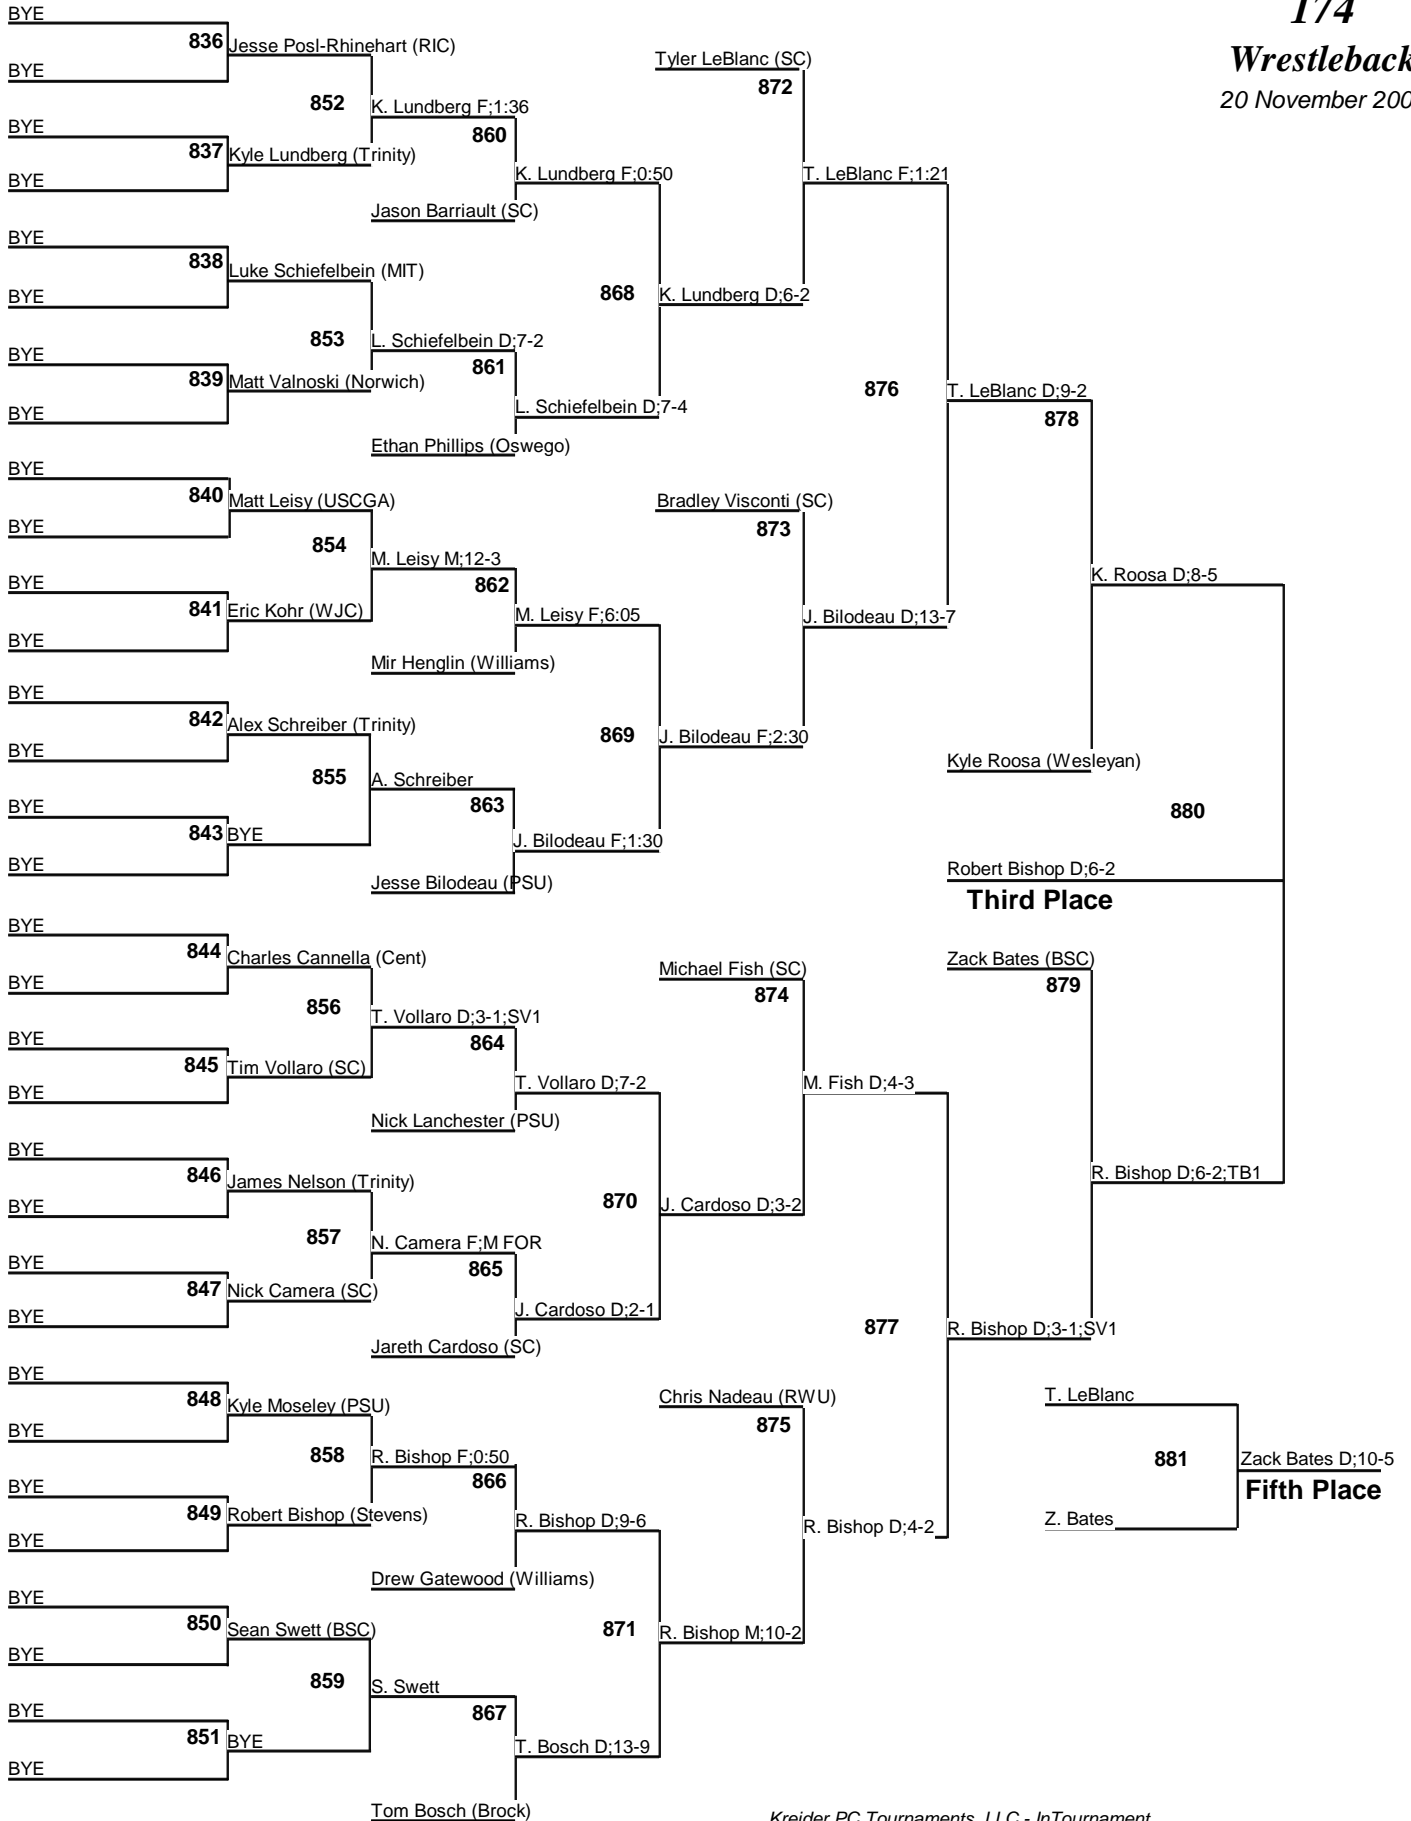 174
Wrestleback
20 November 200
BYE
836 Jesse Posl-Rhinehart (RIC)
BYE
852 K. Lundberg F;1:36
BYE
837 Kyle Lundberg (Trinity)
BYE
860 K. Lundberg F;0:50
Jason Barriault (SC)
Tyler LeBlanc (SC)
872 T. LeBlanc F;1:21
BYE
838 Luke Schiefelbein (MIT)
BYE
868 K. Lundberg D;6-2
853 L. Schiefelbein D;7-2
BYE
839 Matt Valnoski (Norwich)
BYE
861 L. Schiefelbein D;7-4
Ethan Phillips (Oswego)
876 T. LeBlanc D;9-2
878
BYE
840 Matt Leisy (USCGA)
BYE
854 M. Leisy M;12-3
BYE
841 Eric Kohr (WJC)
BYE
862 M. Leisy F;6:05
Mir Henglin (Williams)
Bradley Visconti (SC)
873 J. Bilodeau D;13-7
K. Roosa D;8-5
BYE
842 Alex Schreiber (Trinity)
BYE
869 J. Bilodeau F;2:30
855 A. Schreiber
BYE
843 BYE
BYE
863 J. Bilodeau F;1:30
Jesse Bilodeau (PSU)
Kyle Roosa (Wesleyan)
880
Robert Bishop D;6-2
Third Place
BYE
844 Charles Cannella (Cent)
BYE
856 T. Vollaro D;3-1;SV1
BYE
845 Tim Vollaro (SC)
BYE
864 T. Vollaro D;7-2
Nick Lanchester (PSU)
Michael Fish (SC)
874 M. Fish D;4-3
Zack Bates (BSC)
879
R. Bishop D;6-2;TB1
BYE
846 James Nelson (Trinity)
BYE
870 J. Cardoso D;3-2
857 N. Camera F;M FOR
BYE
847 Nick Camera (SC)
BYE
865 J. Cardoso D;2-1
Jareth Cardoso (SC)
877 R. Bishop D;3-1;SV1
BYE
848 Kyle Moseley (PSU)
BYE
858 R. Bishop F;0:50
BYE
849 Robert Bishop (Stevens)
BYE
866 R. Bishop D;9-6
Drew Gatewood (Williams)
Chris Nadeau (RWU)
875 R. Bishop D;4-2
T. LeBlanc
881 Zack Bates D;10-5
Fifth Place
Z. Bates
BYE
850 Sean Swett (BSC)
BYE
871 R. Bishop M;10-2
859 S. Swett
BYE
851 BYE
BYE
867 T. Bosch D;13-9
Tom Bosch (Brock)
Kreider PC Tournaments, LLC - InTournament